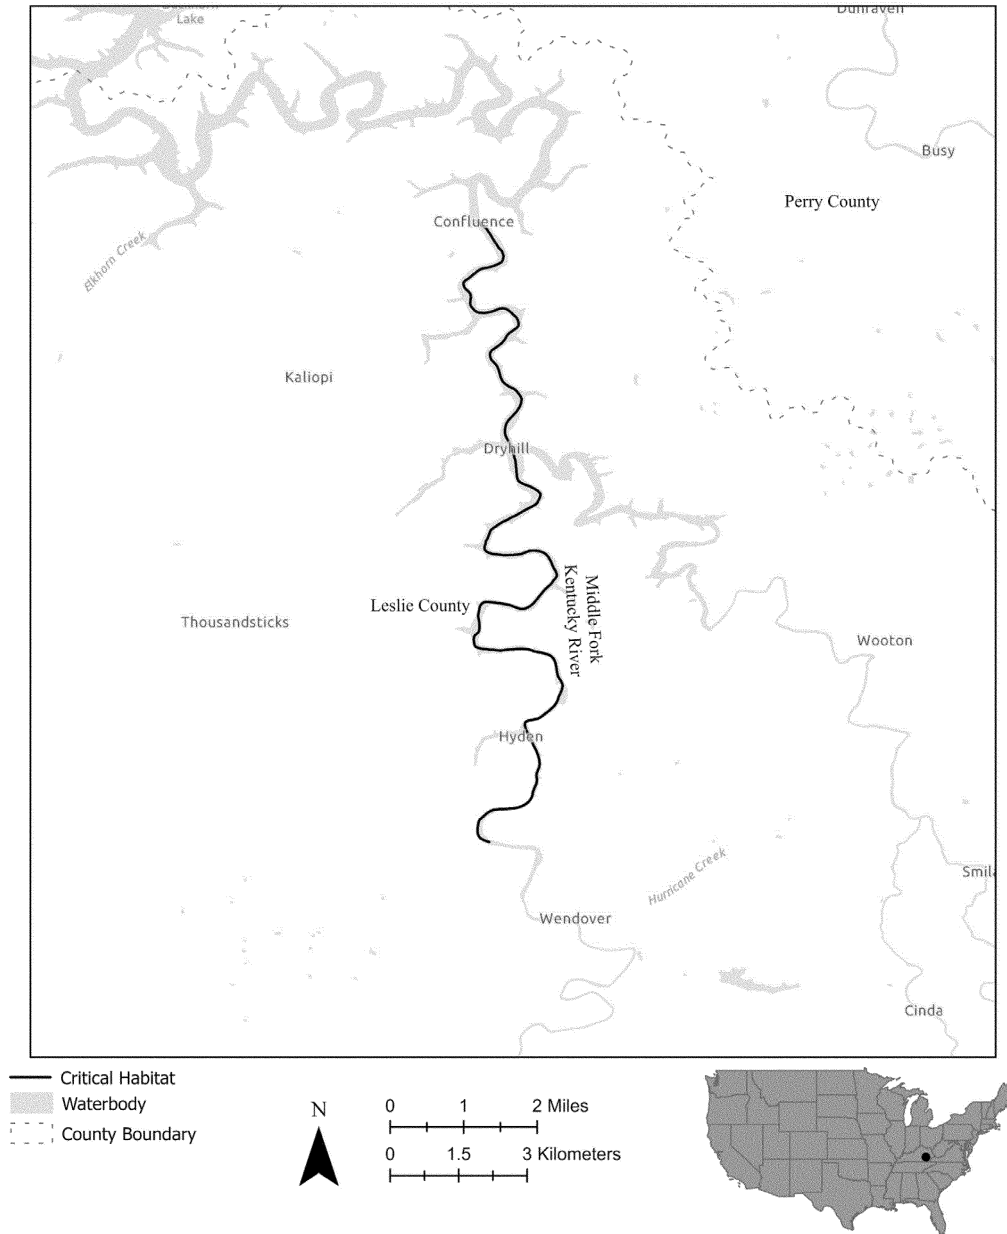 Dunraven
Lake
Busy
Perry County
Confluence
Elkhorn Creek
Kaliopi
Dryhill
Middle Fork
Kentucky River
Leslie County
Thousandsticks
Wooton
Hyden
Hurricane Creek
Smila
Wendover
Cinda
Critical Habitat
Waterbody
County Boundary
N
0 1 2 Miles
0 1.5 3 Kilometers